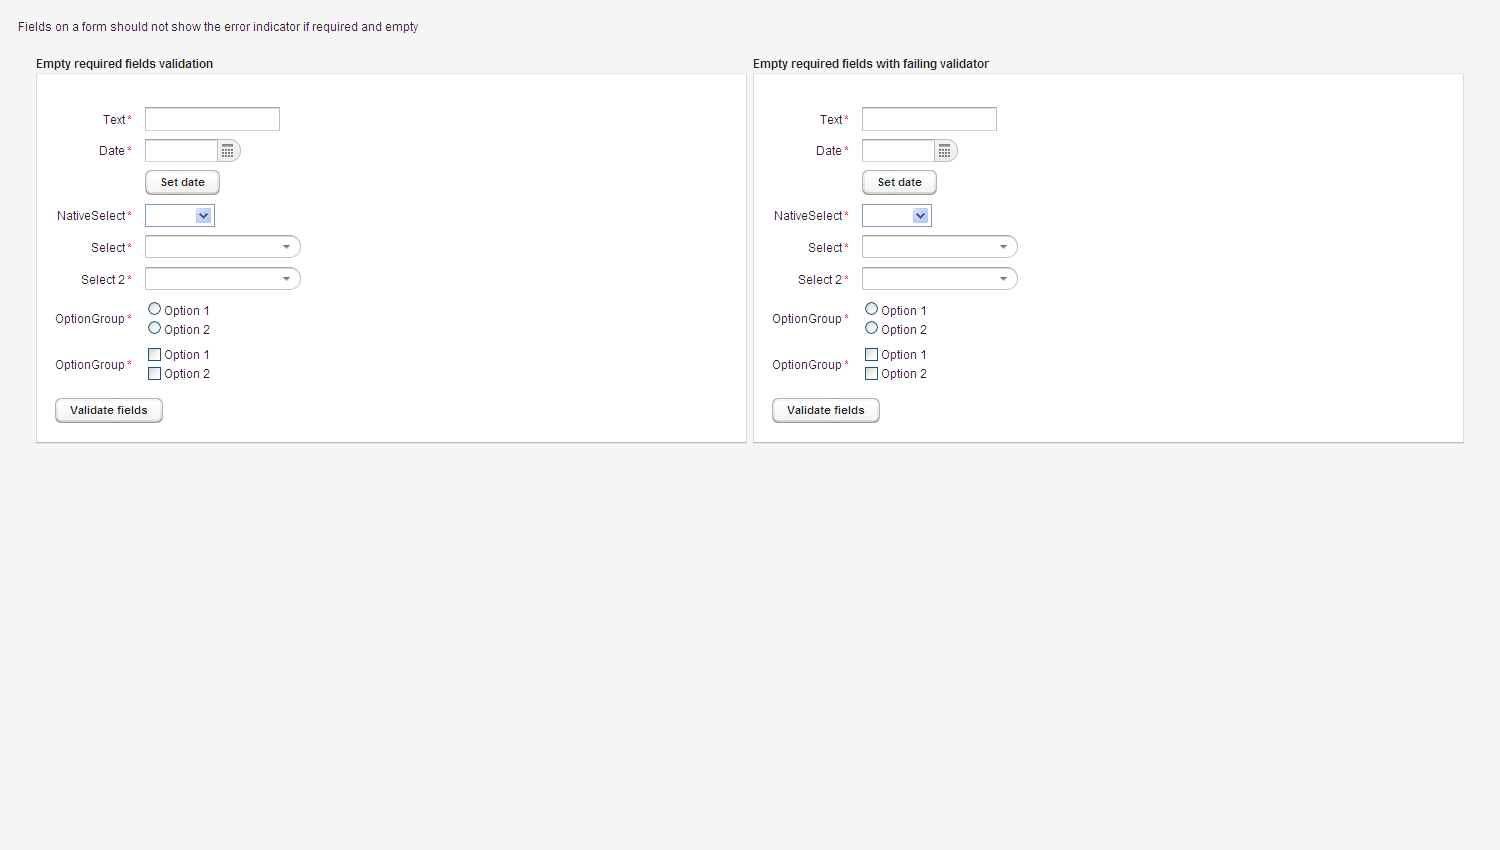 Fields on a form should not show the error indicator if required and empty
Empty required fields validation
Text*
Date*
Set date
NativeSelect*
Select*
Select 2*
OptionGroup*
Option 1
Option 2
OptionGroup*
Option 1
Option 2
Validate fields
Empty required fields with failing validator
Text*
Date*
Set date
NativeSelect*
Select*
Select 2*
OptionGroup*
Option 1
Option 2
OptionGroup*
Option 1
Option 2
Validate fields